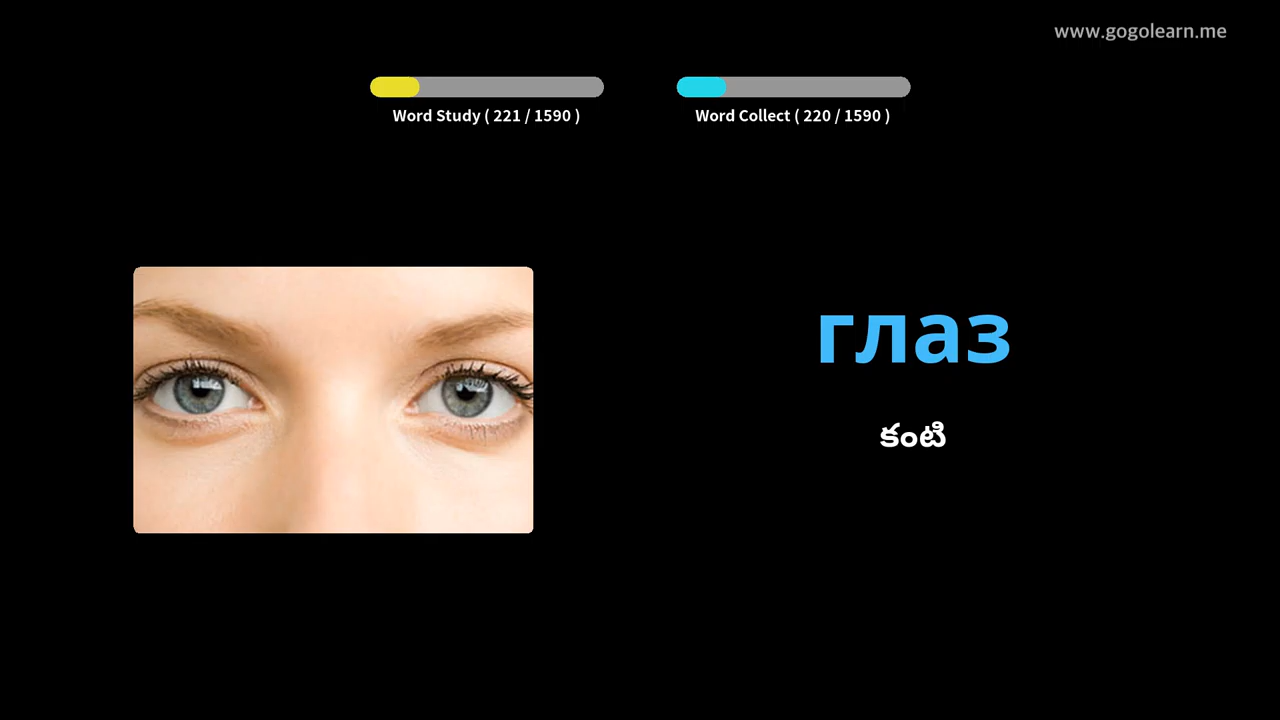 www.gogolearn.me
Word Study ( 221 / 1590 )
Word Collect ( 220 / 1590 )
глаз
కంటి